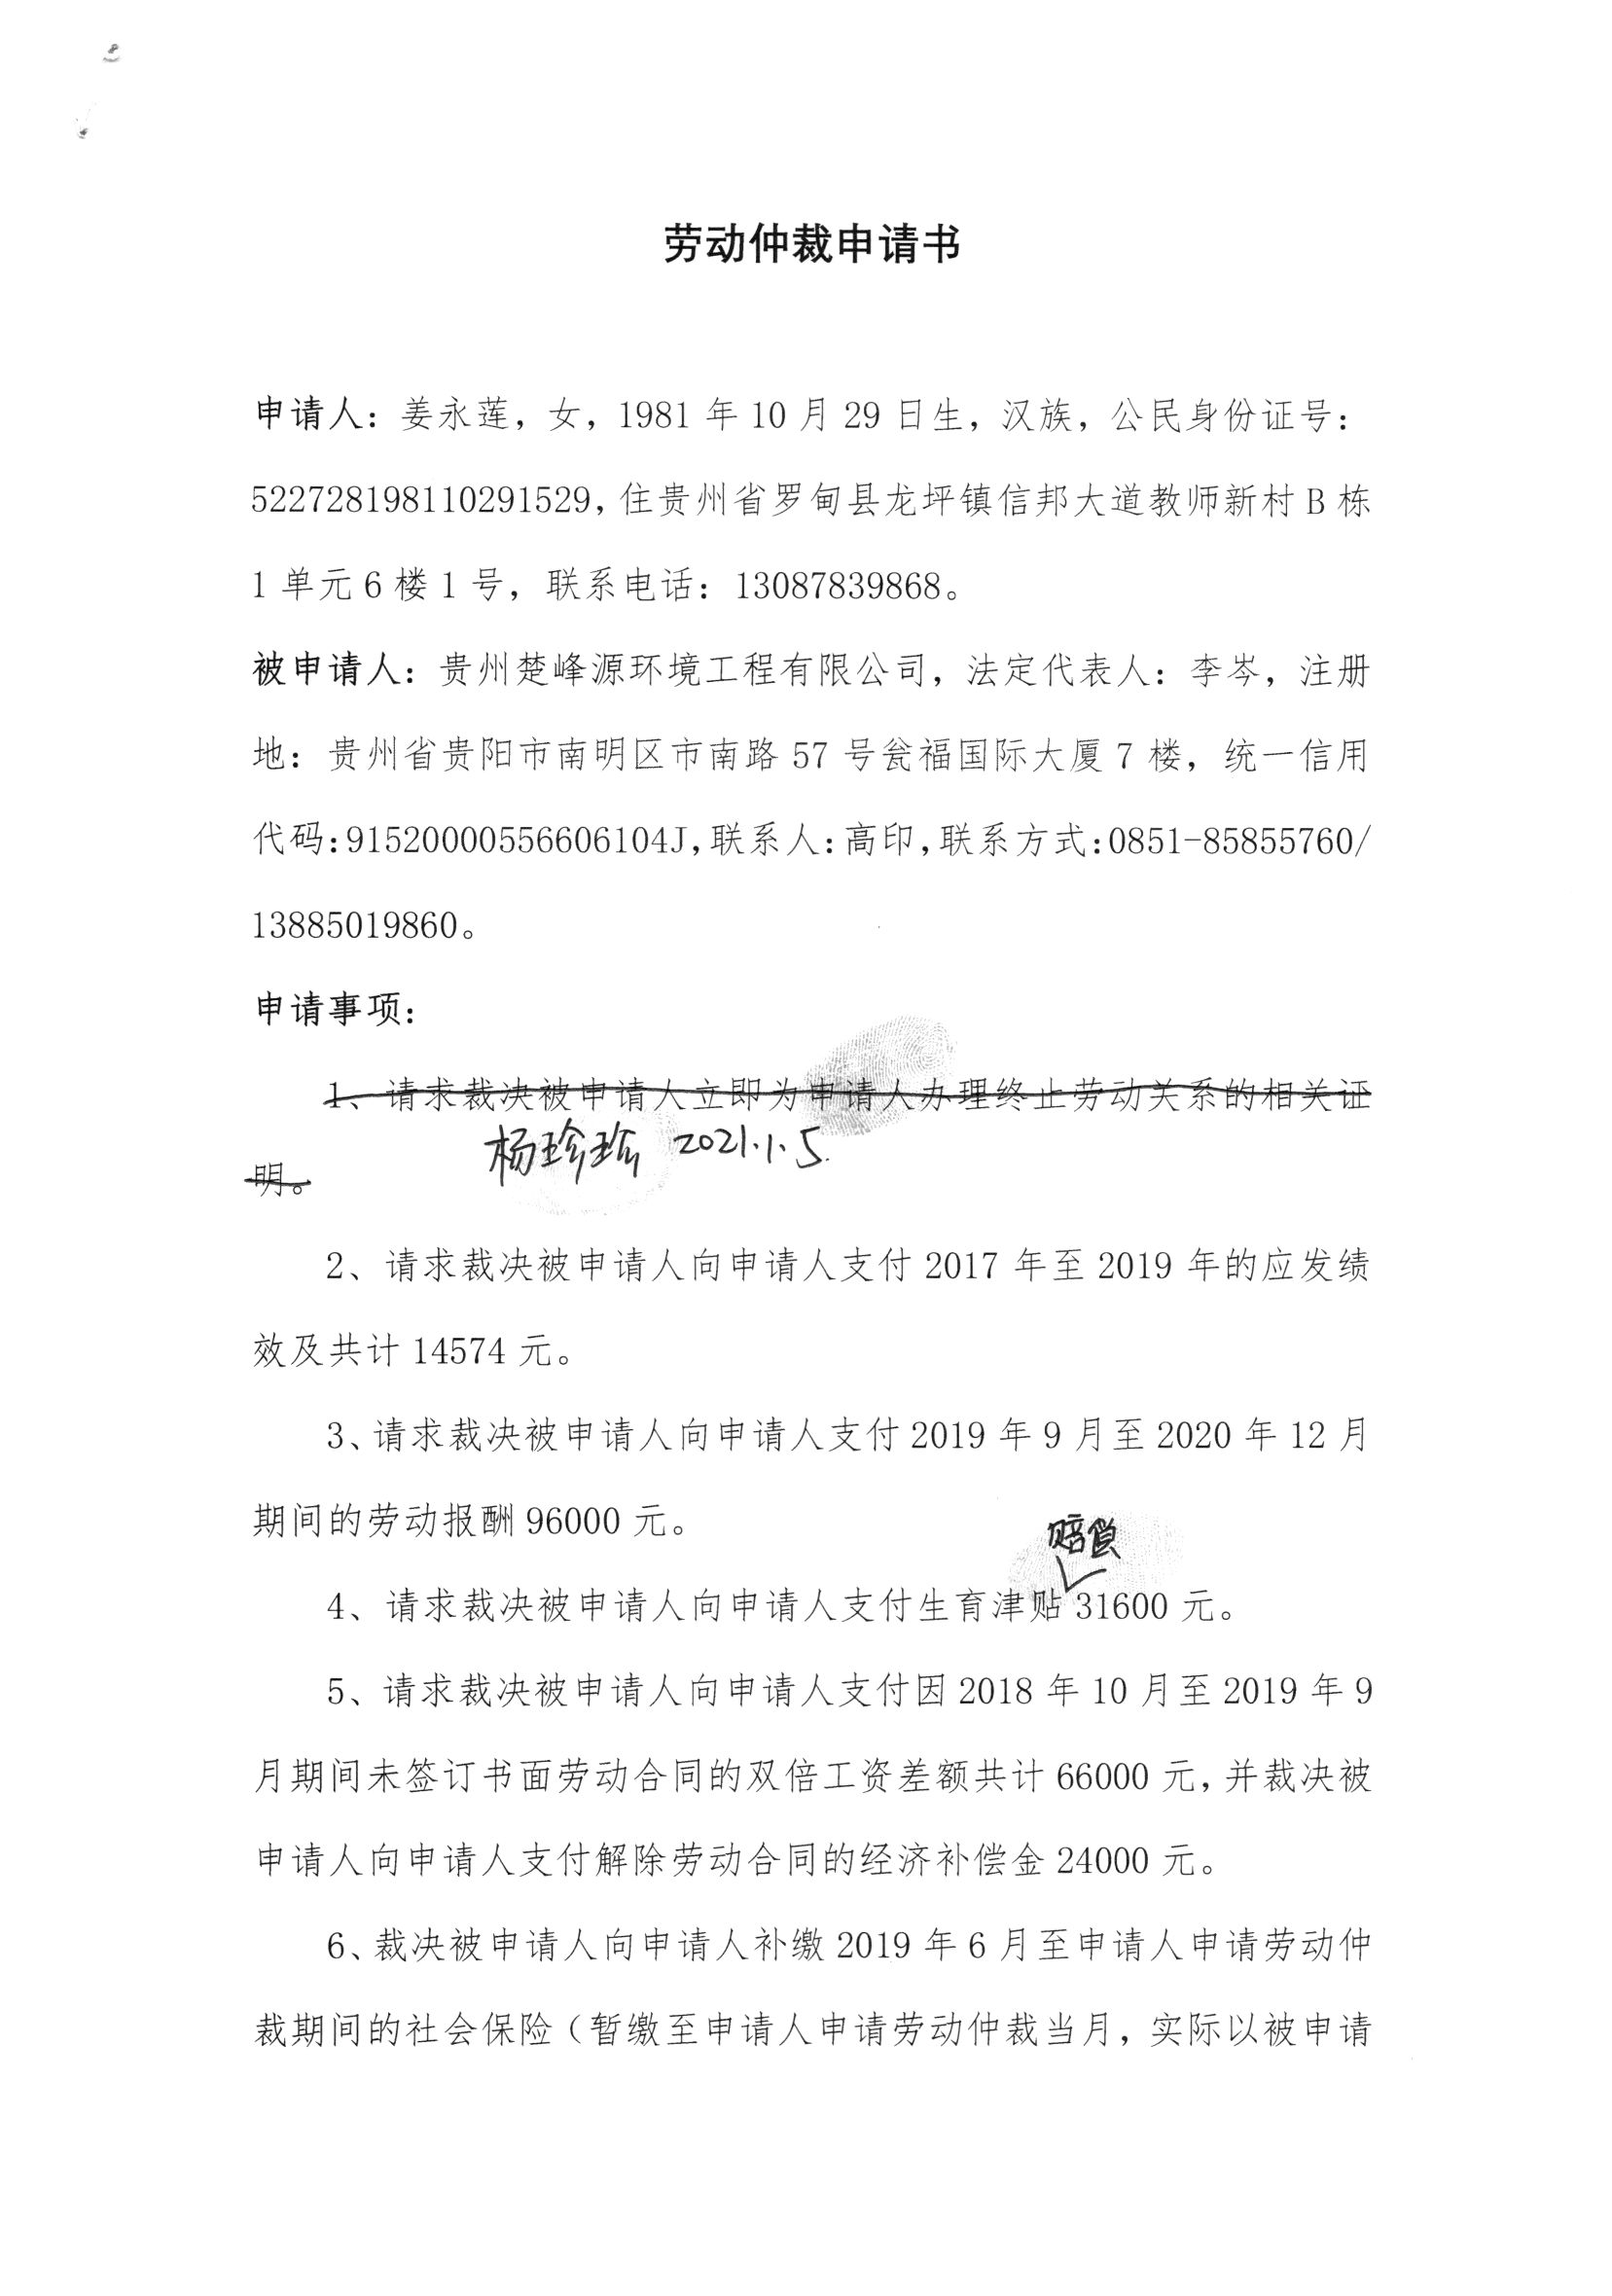 劳动仲裁申请书
申请人：姜永莲，女，1981 年 10 月 29 日生，汉族，公民身份证号：
522728198110291529，住贵州省罗甸县龙坪镇信邦大道教师新村 B 栋
1 单元 6 楼 1 号，联系电话：13087839868。
被申请人：贵州楚峰源环境工程有限公司，法定代表人：李岑，注册
地：贵州省贵阳市南明区市南路 57 号瓮福国际大厦 7 楼，统一信用
代码：91520000556606104J，联系人：高印，联系方式：0851-85855760/
13885019860。
申请事项：
1、请求裁决被申请人立即为申请人办理终止劳动关系的相关证
杨珍珍 2021.1.5.
明。
2、请求裁决被申请人向申请人支付 2017 年至 2019 年的应发绩
效及共计 14574 元。
3、请求裁决被申请人向申请人支付 2019 年 9 月至 2020 年 12 月
期间的劳动报酬 96000 元。
赔偿
4、请求裁决被申请人向申请人支付生育津贴 31600 元。
5、请求裁决被申请人向申请人支付因 2018 年 10 月至 2019 年 9
月期间未签订书面劳动合同的双倍工资差额共计 66000 元，并裁决被
申请人向申请人支付解除劳动合同的经济补偿金 24000 元。
6、裁决被申请人向申请人补缴 2019 年 6 月至申请人申请劳动仲
裁期间的社会保险（暂缴至申请人申请劳动仲裁当月，实际以被申请